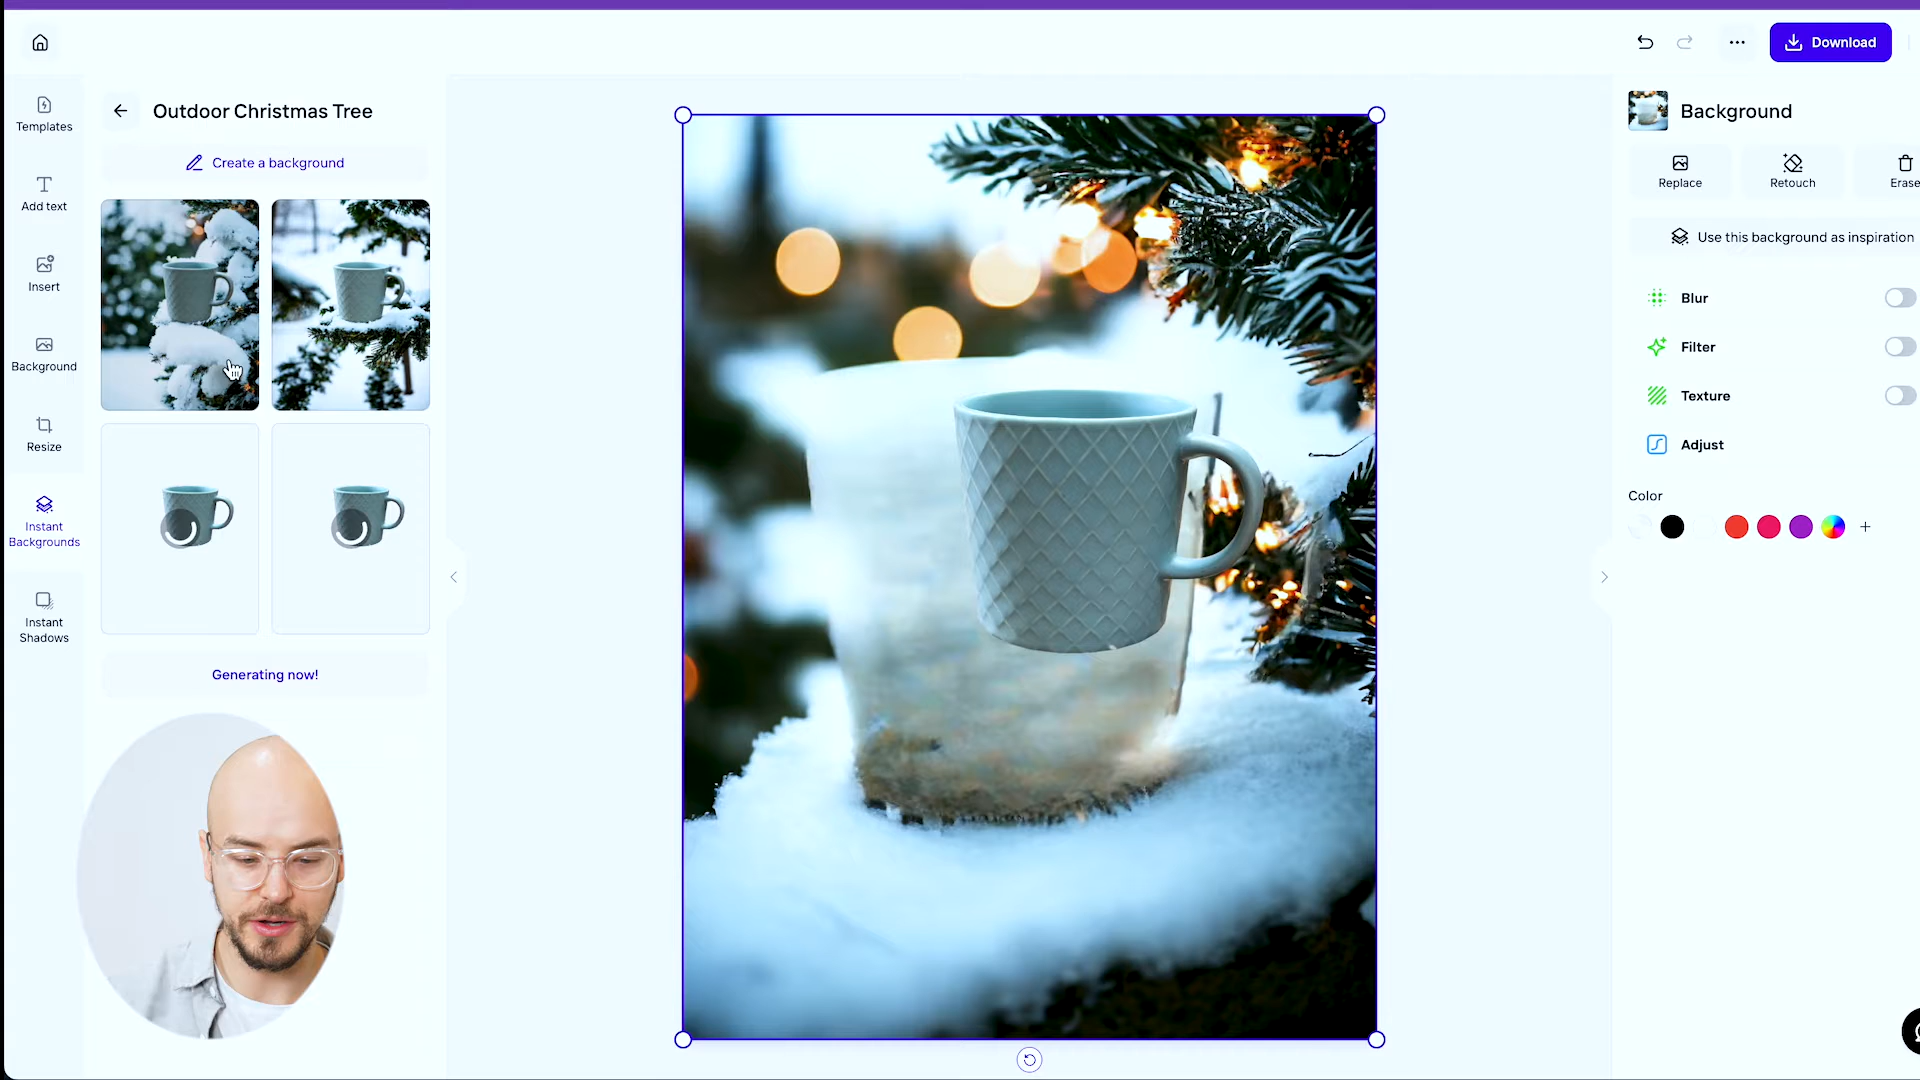 Download
Templates
Add text
Insert
Background
Resize
Instant
Backgrounds
Instant
Shadows
Outdoor Christmas Tree
Create a background
Generating now!
Background
Replace
Retouch
Erase
Use this background as inspiration
Blur
Filter
Texture
Adjust
Color